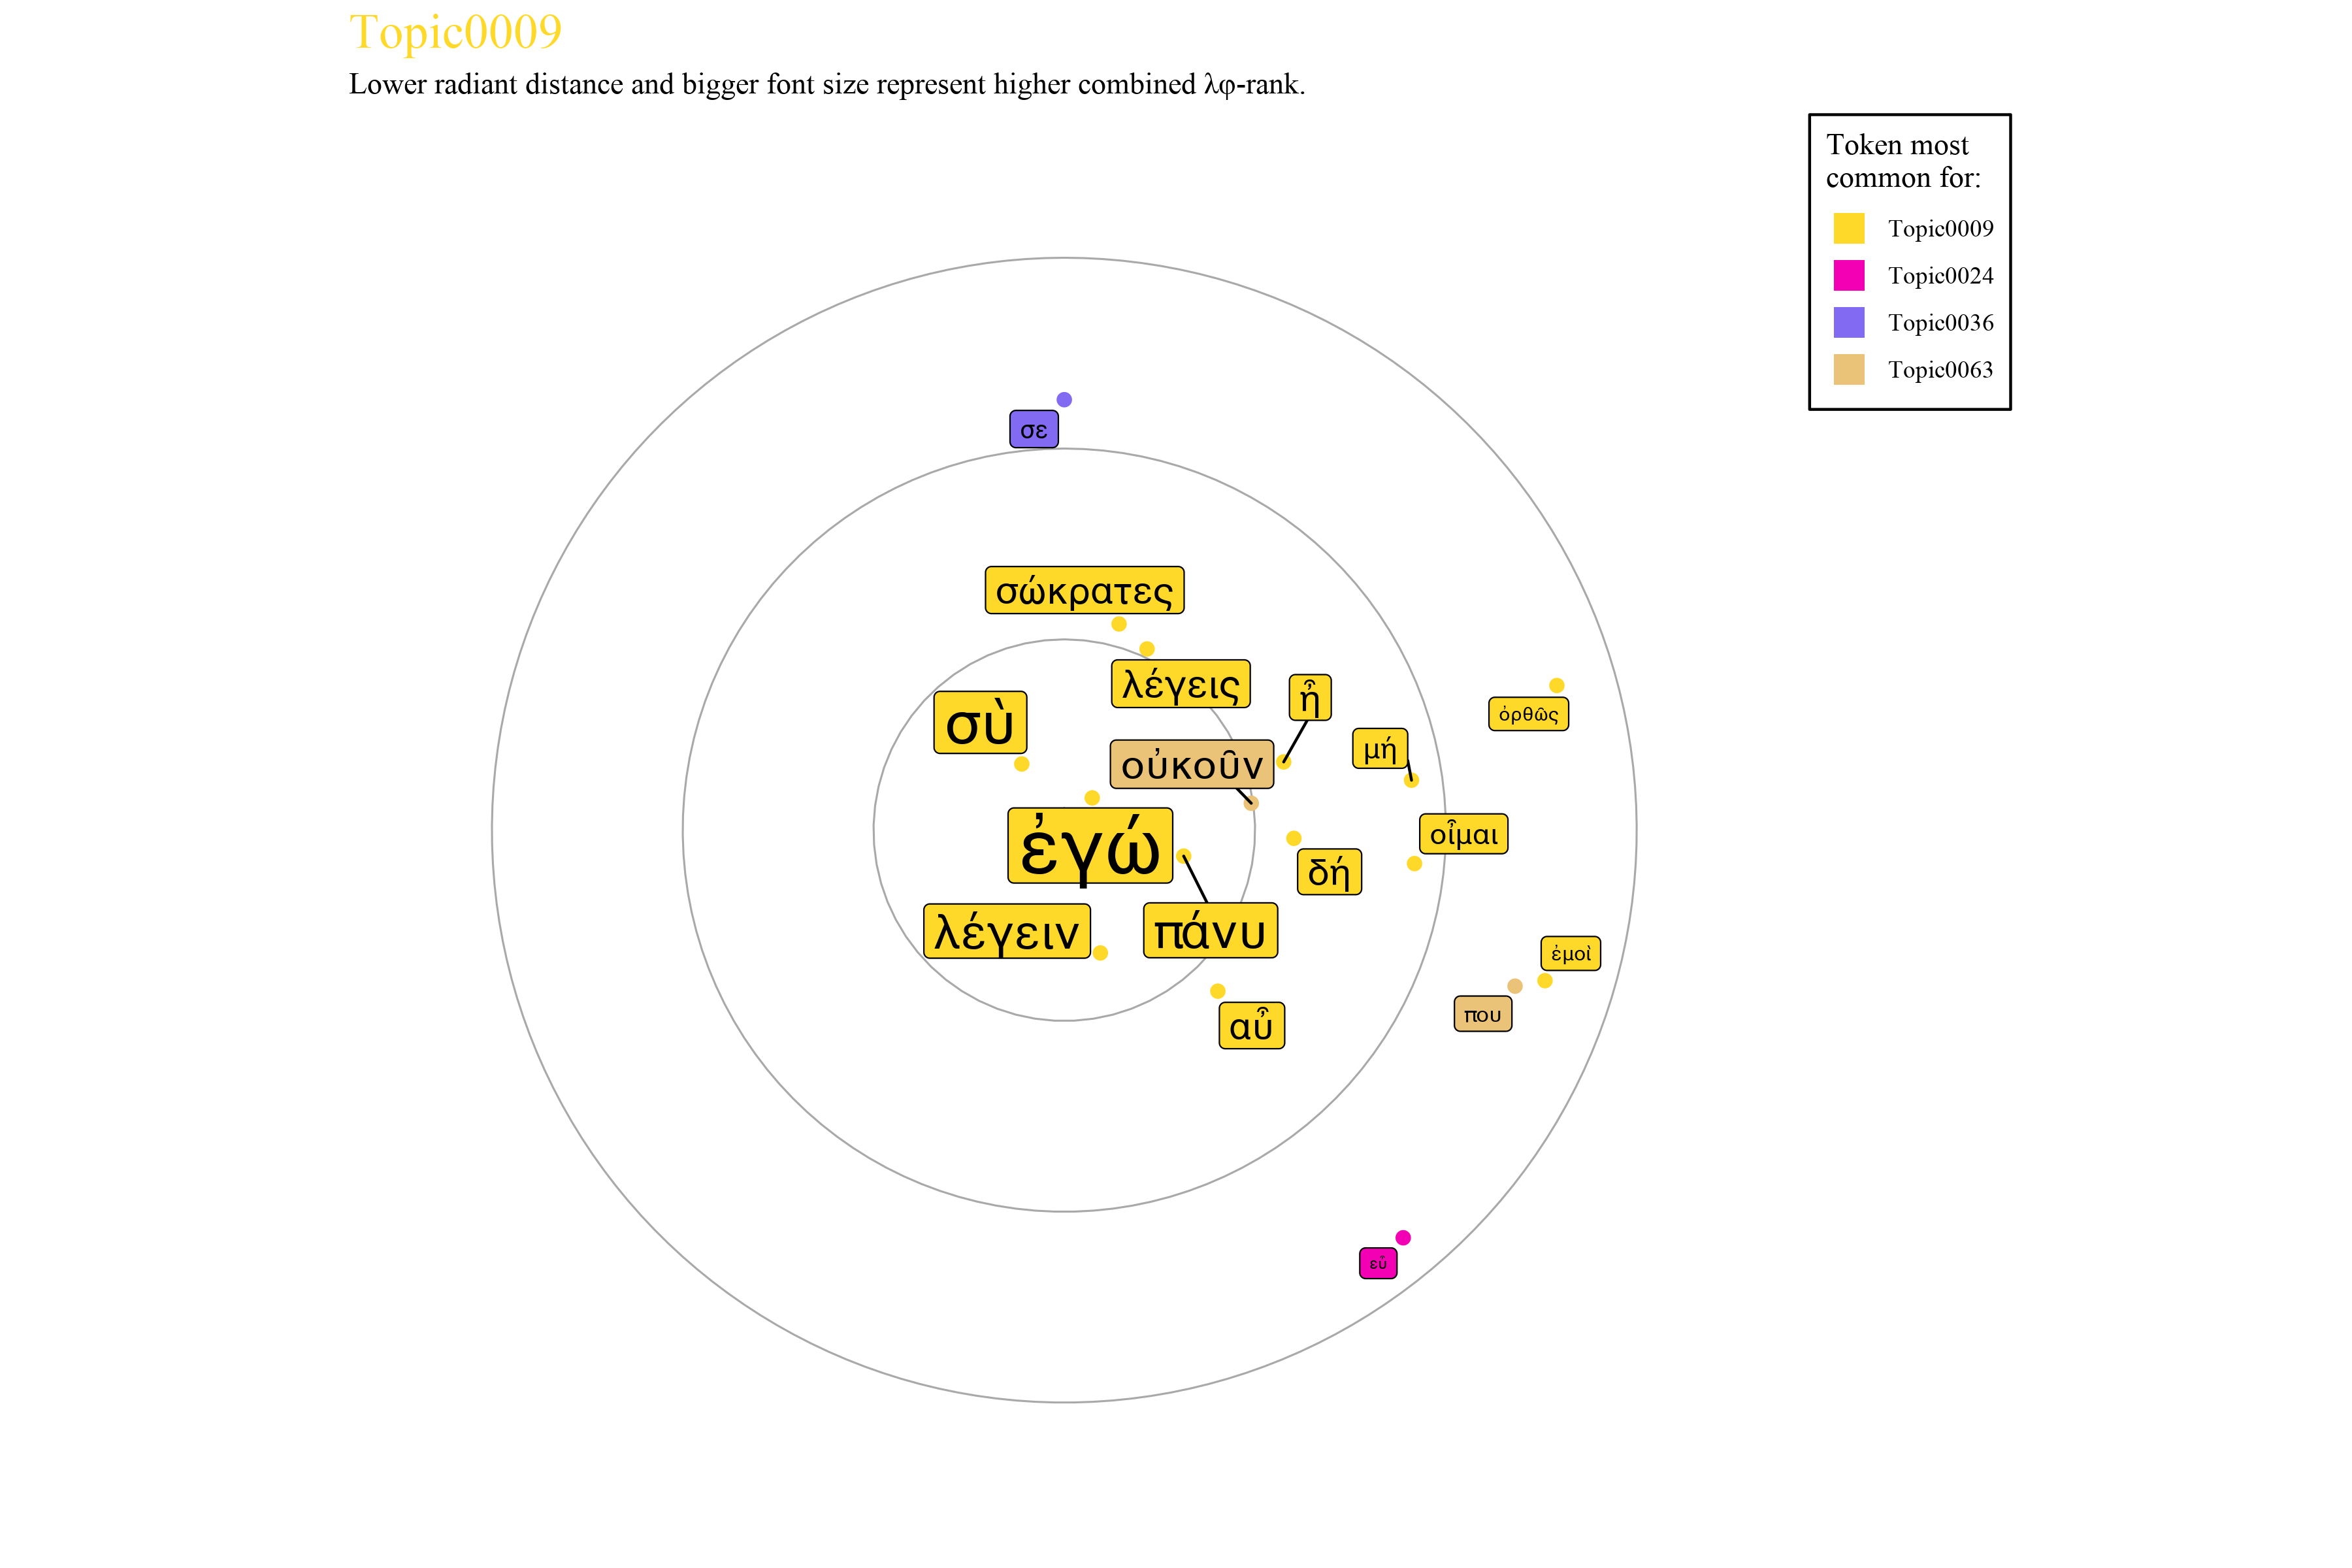 Topic0009
Lower radiant distance and bigger font size represent higher combined λφ-rank.
Token most
common for:
Topic0009
Topic0024
Topic0036
Topic0063
σε
σώκρατες
λέγεις
ἦ
σὺ
ὀρθῶς
μή
οὐκοῦν
οἶμαι
ἐγώ
δή
λέγειν
πάνυ
ἐμοὶ
που
αὖ
εὖ